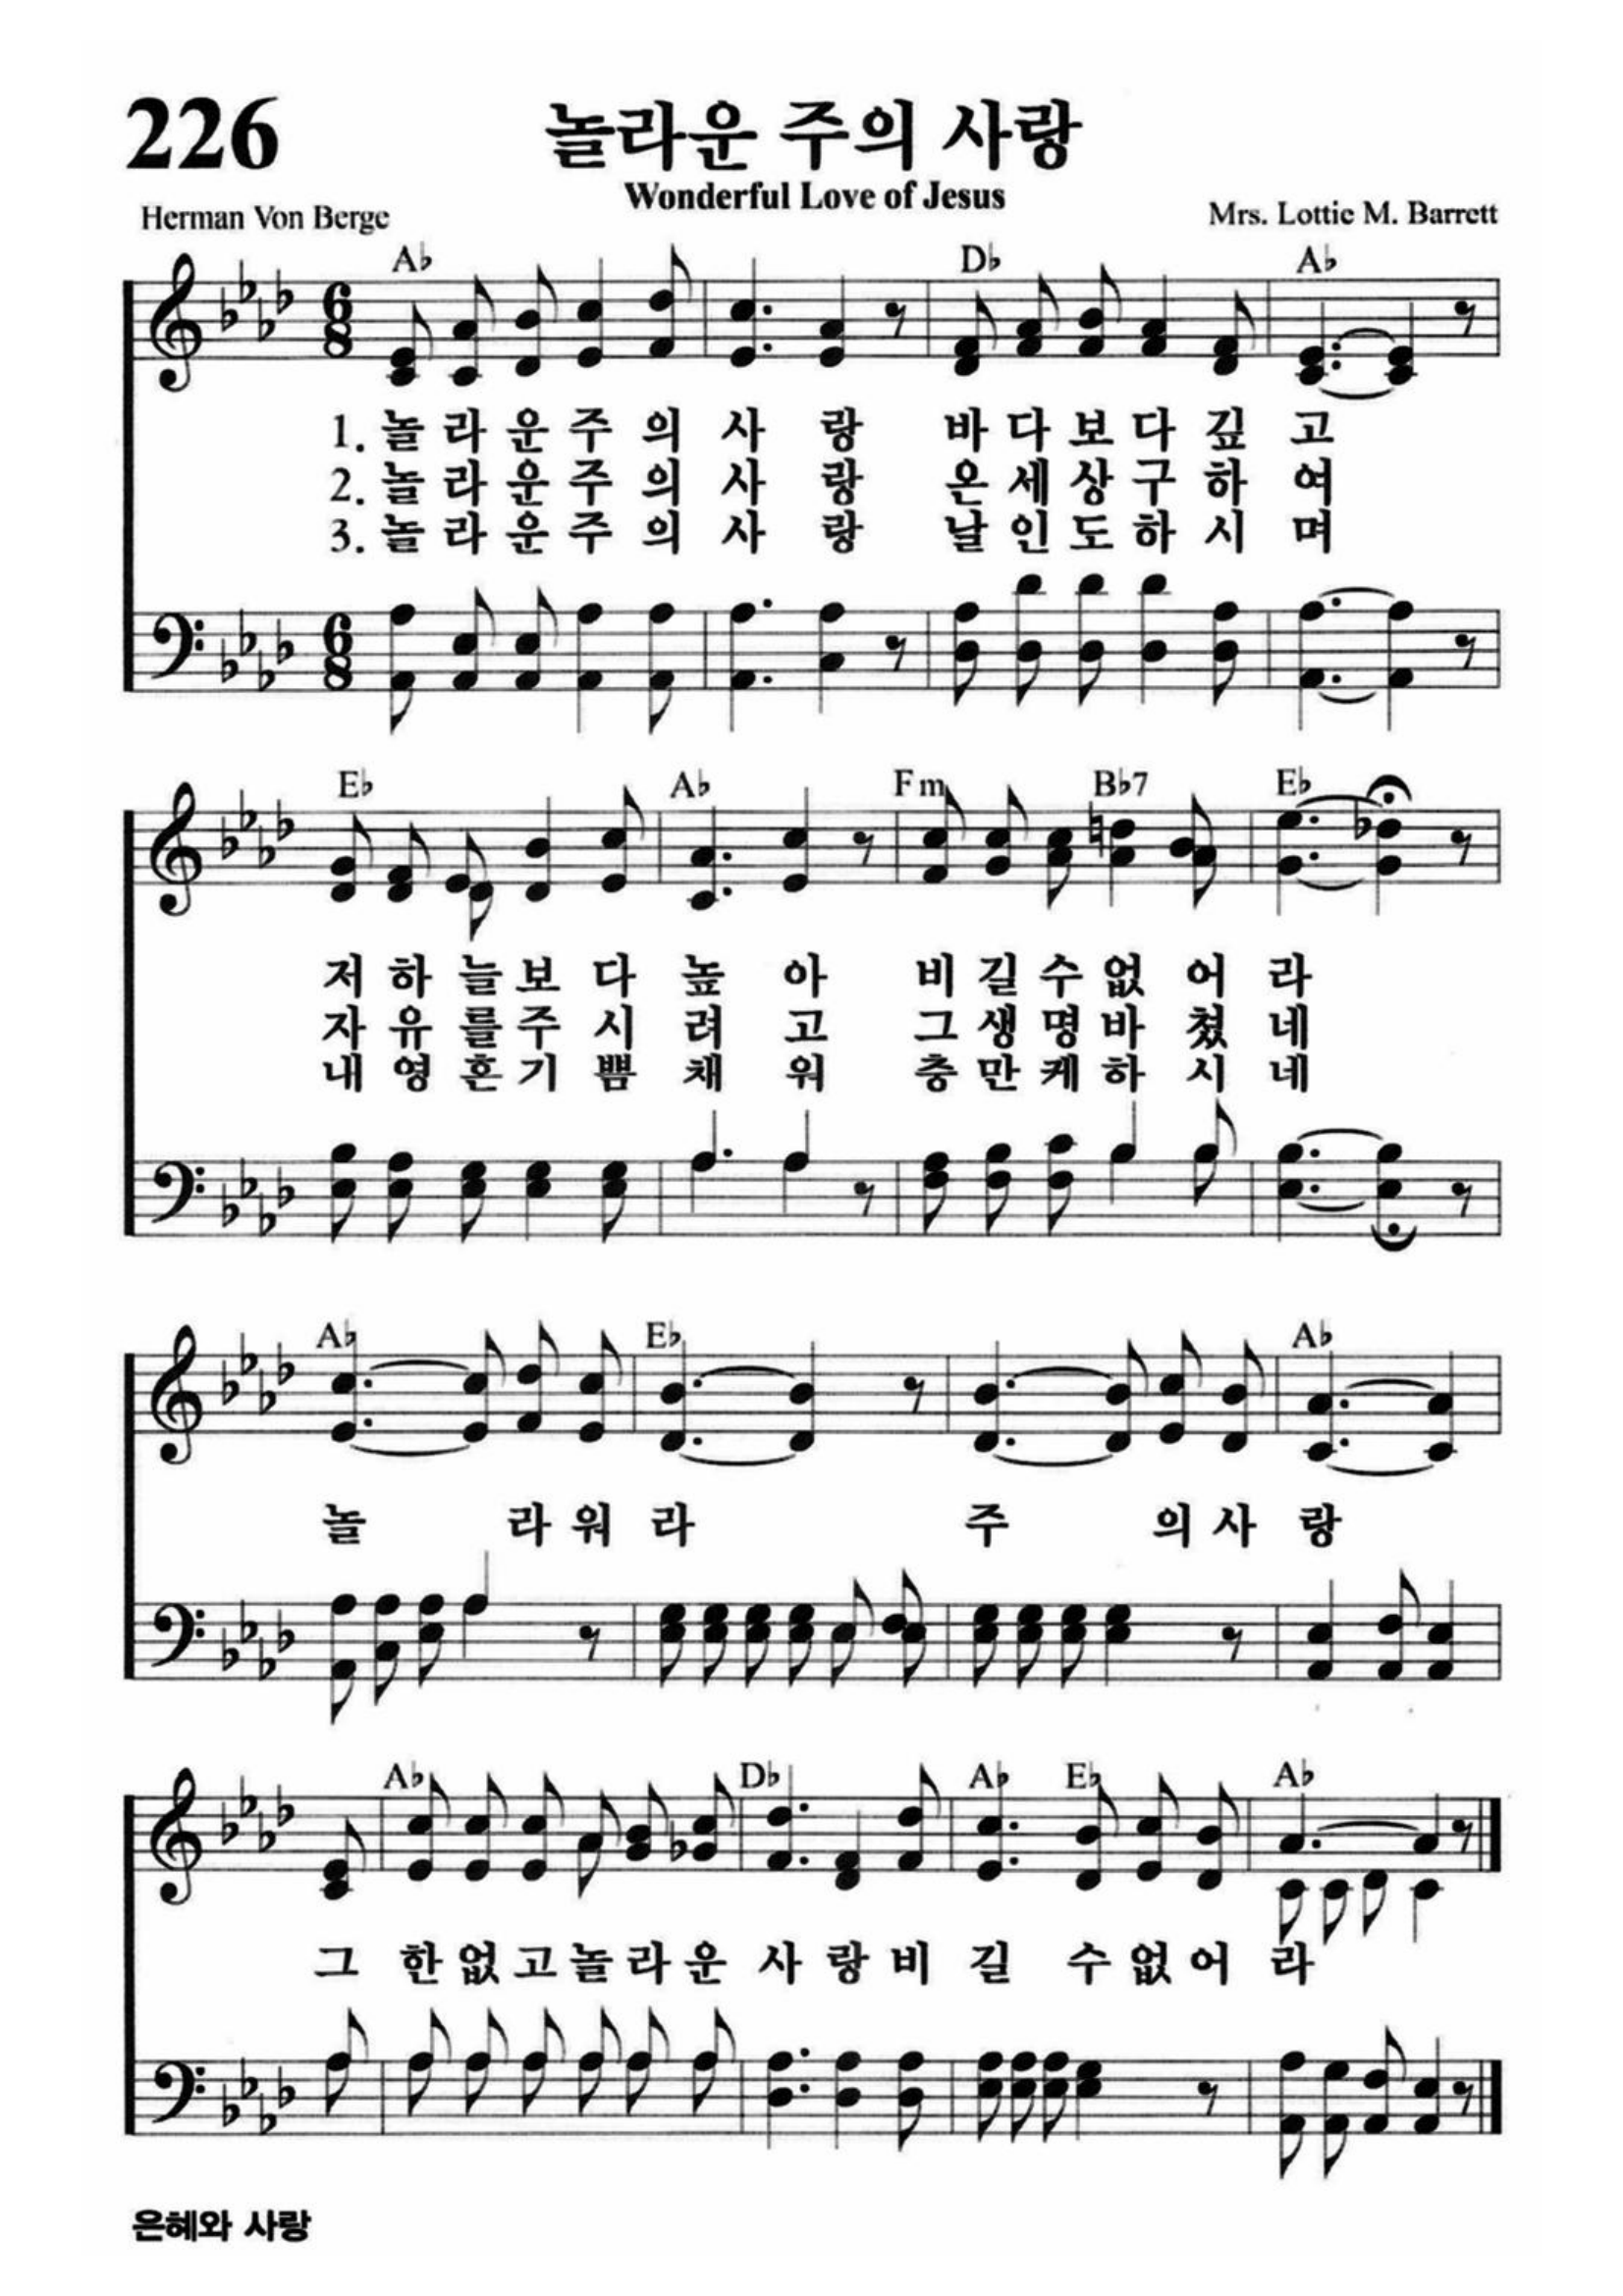 226
놀라운 주의 사랑
Wonderful Love of Jesus
Herman Von Berge
Mrs. Lottie M. Barrett
A♭ D♭ A♭
1. 놀라운주의사랑 바다보다깊고
2. 놀라운주의사랑 온세상구하여
3. 놀라운주의사랑 날인도하시며
E♭ A♭ Fm B♭7 E♭
저하늘보다높아 비길수없어라
자유를주시려고 그생명바쳤네
내영혼기쁨채워 충만케하시네
A♭ E♭ A♭
놀 라워라 주 의사랑
A♭ D♭ A♭ E♭ A♭
그 한없고놀라운 사랑비길 수없어라
은혜와 사랑